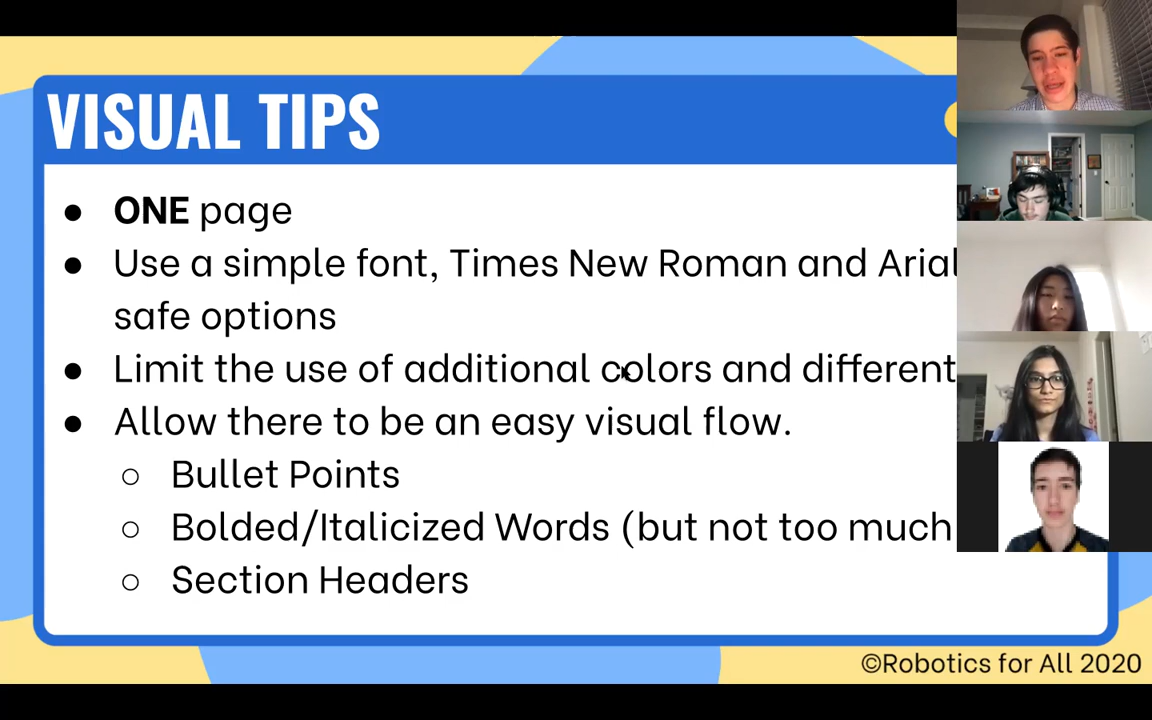 VISUAL TIPS
● ONE page
● Use a simple font, Times New Roman and Arial
safe options
● Limit the use of additional colors and different
● Allow there to be an easy visual flow.
○ Bullet Points
○ Bolded/Italicized Words (but not too much
○ Section Headers
©Robotics for All 2020